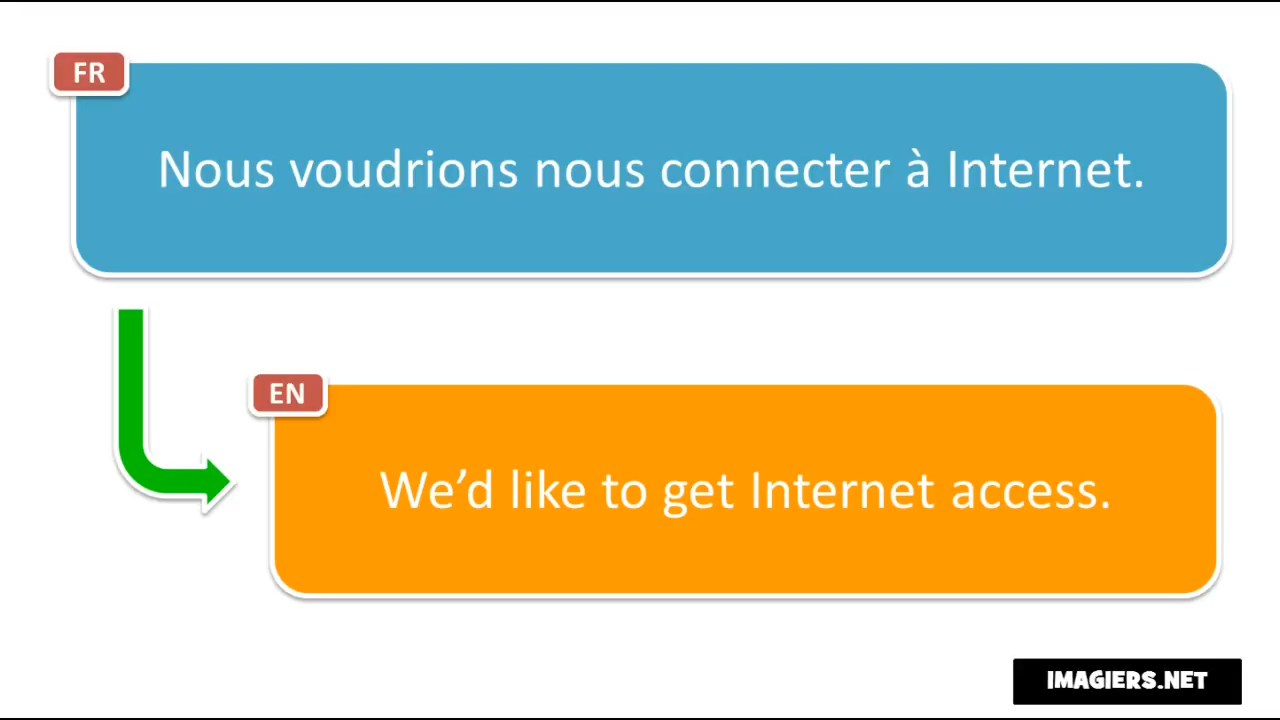 FR
Nous voudrions nous connecter à Internet.
EN
We’d like to get Internet access.
IMAGIERS.NET